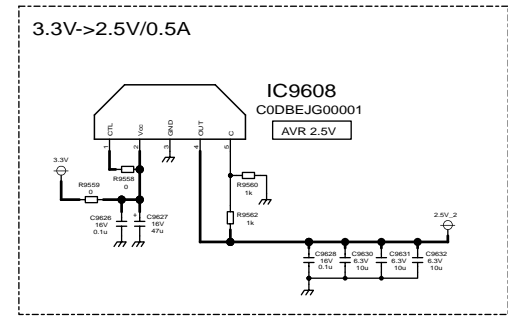 3.3V->2.5V/0.5A
IC9608
C0DBEJG00001
AVR 2.5V
CTL
Vcc
GND
OUT
C
1
2
3
4
5
3.3V
R9558
0
R9559
0
R9560
1k
R9562
1k
C9626
16V
0.1u
+
C9627
16V
47u
2.5V_2
C9628
16V
0.1u
C9630
6.3V
10u
C9631
6.3V
10u
C9632
6.3V
10u